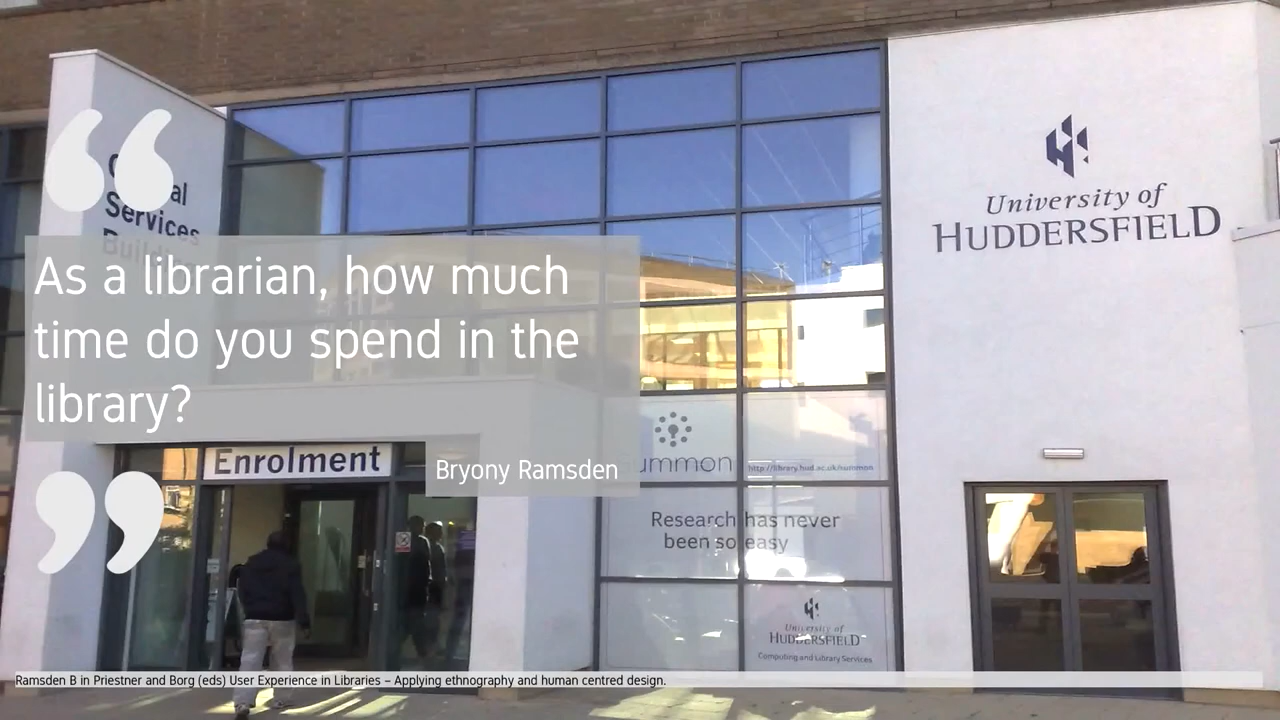 Services
As a librarian, how much
time do you spend in the
library?
Bryony Ramsden
Enrolment
University of
HUDDERSFIELD
ummon
http://library.hud.ac.uk/summon
Research has never
been so easy
University of
HUDDERSFIELD
Computing and Library Services
Ramsden B in Priestner and Borg (eds) User Experience in Libraries – Applying ethnography and human centred design.